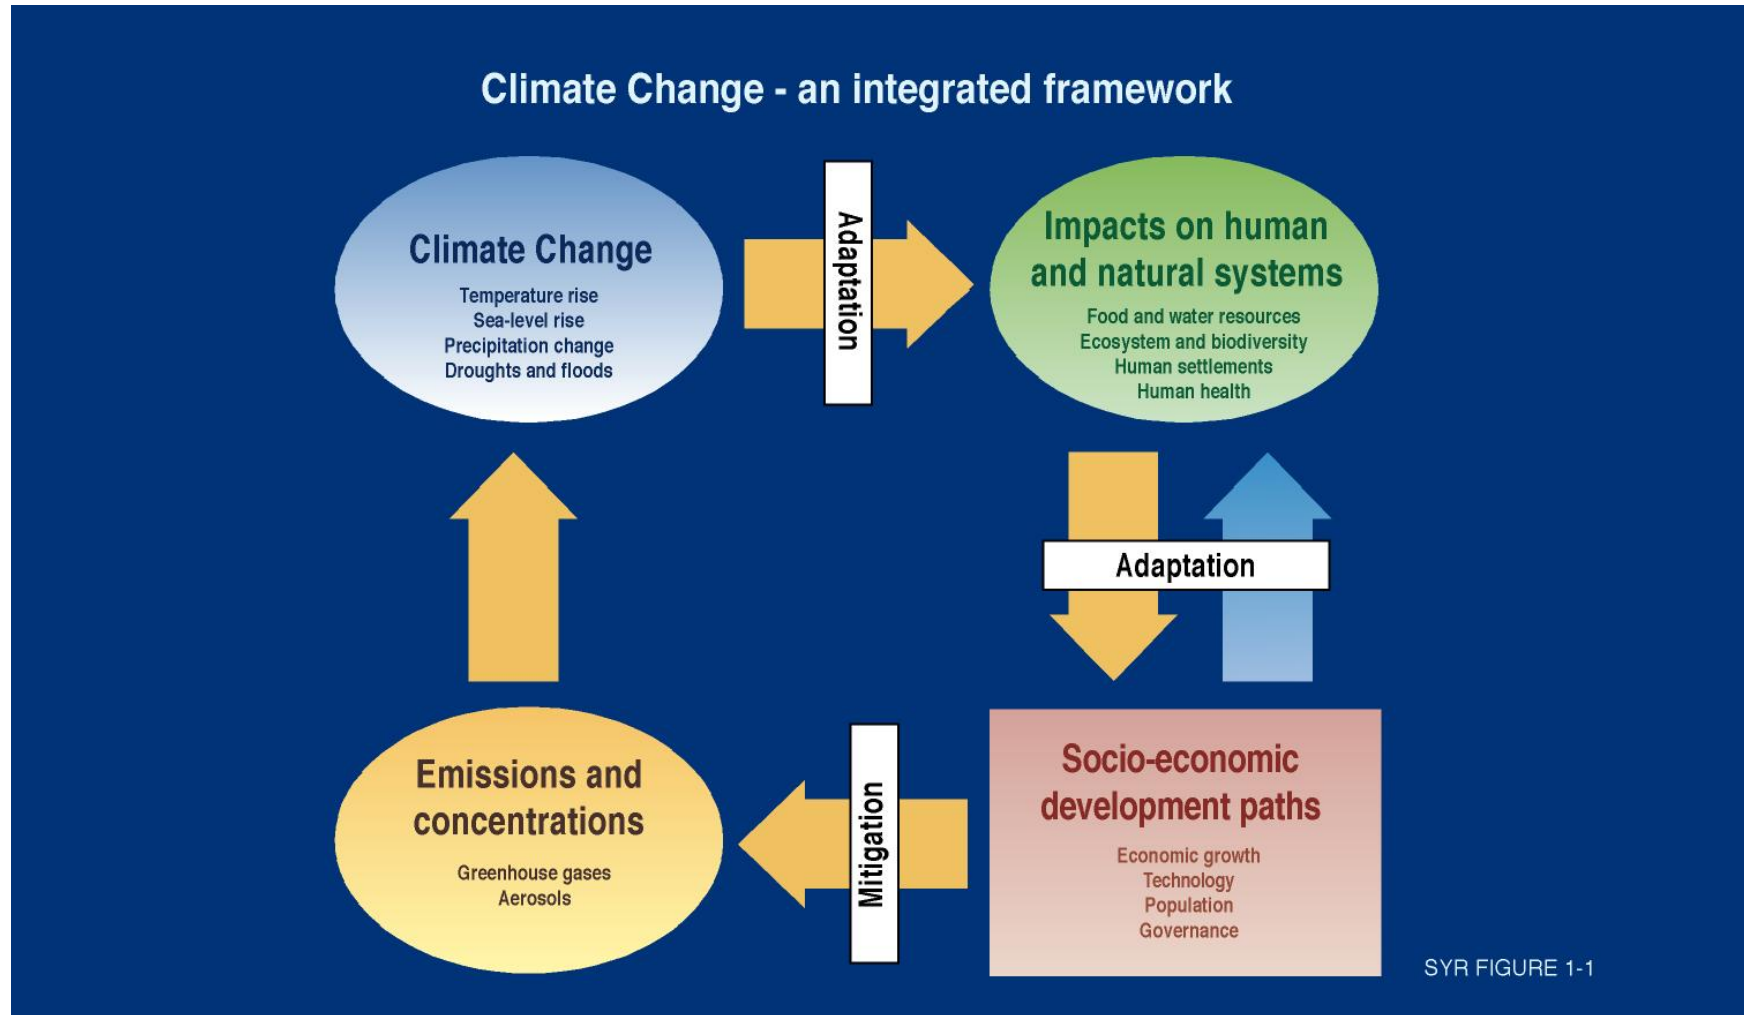 Climate Change - an integrated framework
Climate Change
Temperature rise
Sea-level rise
Precipitation change
Droughts and floods
Adaptation
Impacts on human
and natural systems
Food and water resources
Ecosystem and biodiversity
Human settlements
Human health
Adaptation
Emissions and
concentrations
Greenhouse gases
Aerosols
Mitigation
Socio-economic
development paths
Economic growth
Technology
Population
Governance
SYR FIGURE 1-1